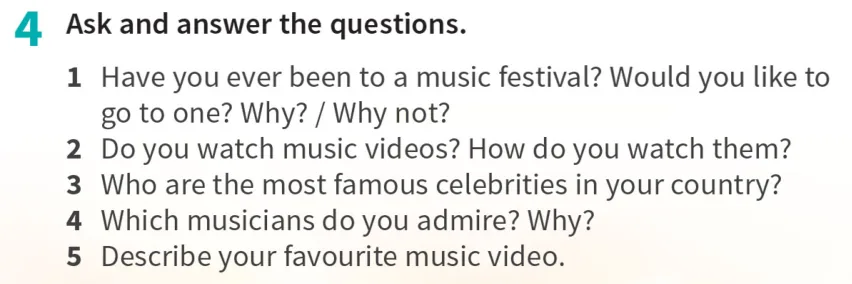 4 Ask and answer the questions.
1 Have you ever been to a music festival? Would you like to
go to one? Why? / Why not?
2 Do you watch music videos? How do you watch them?
3 Who are the most famous celebrities in your country?
4 Which musicians do you admire? Why?
5 Describe your favourite music video.